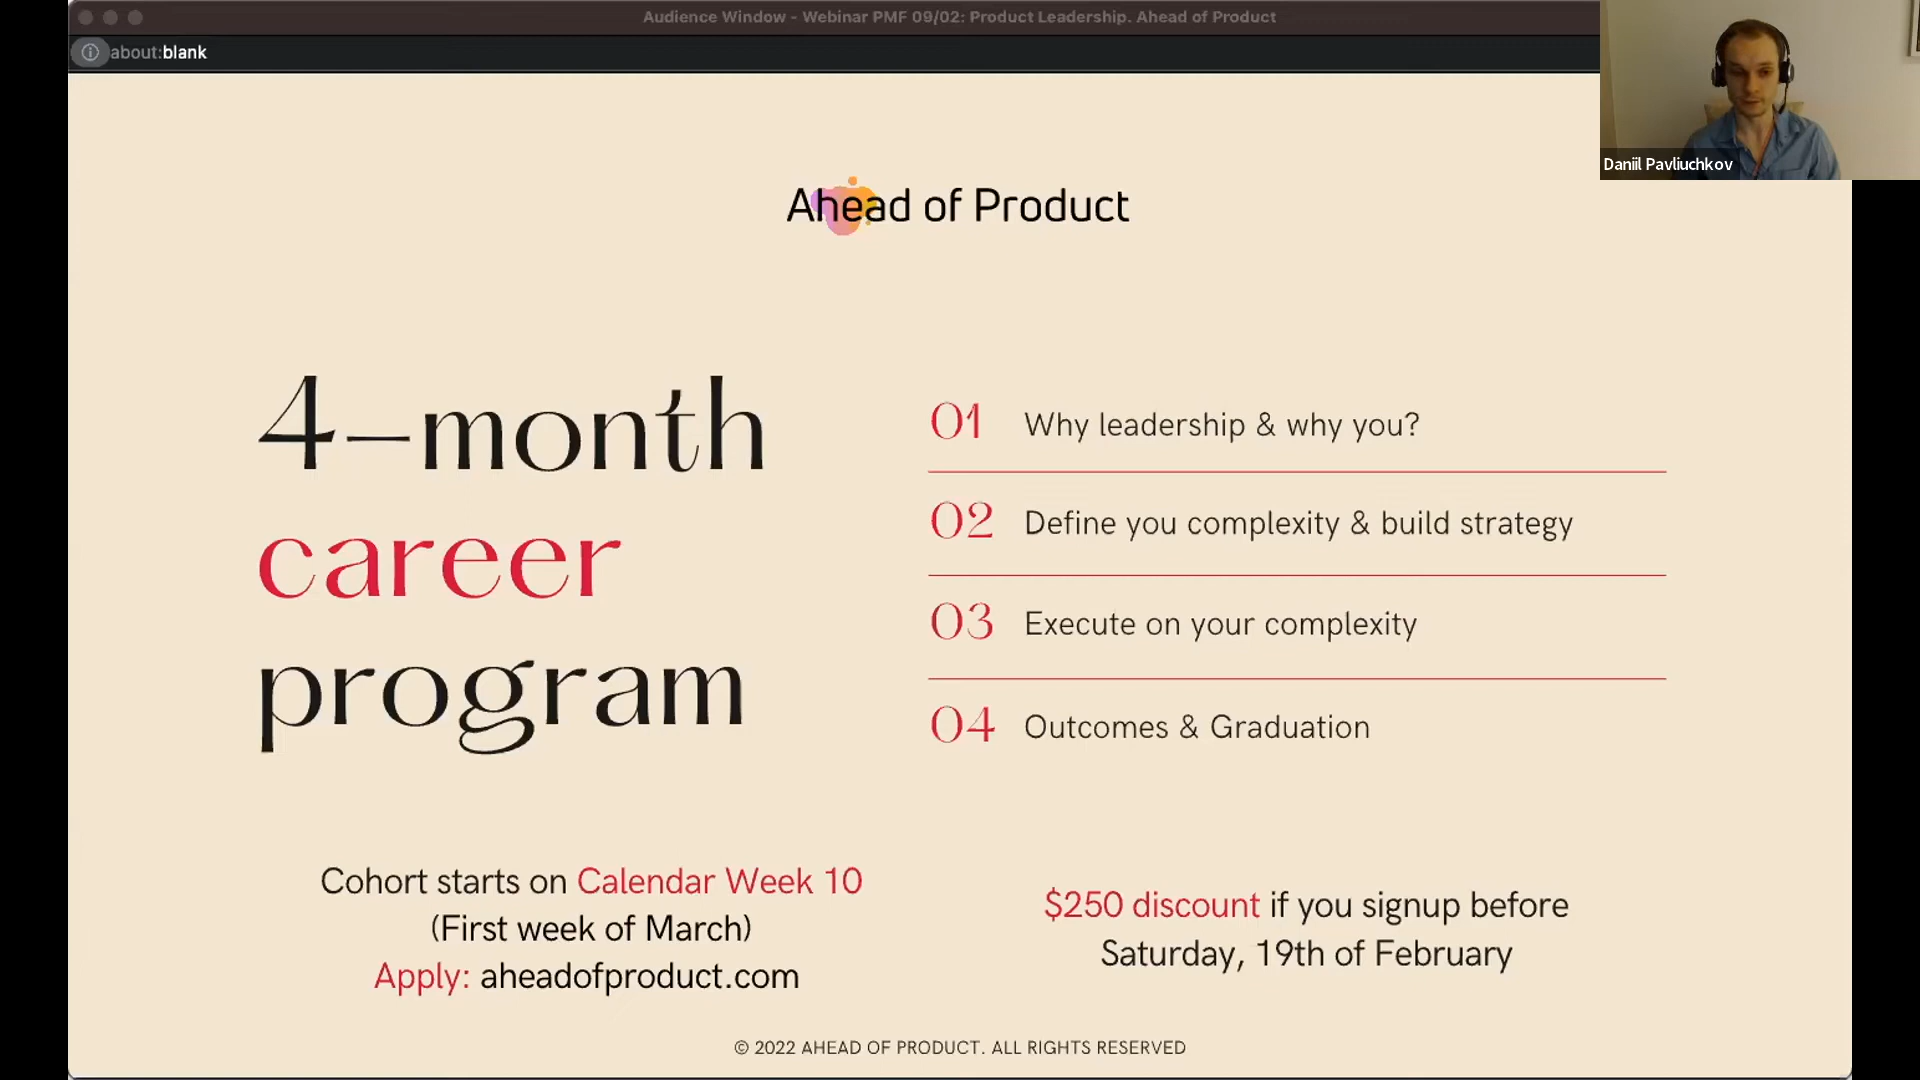 Audience Window - Webinar PMF 09/02: Product Leadership. Ahead of Product
about:blank
Daniil Pavliuchkov
Ahead of Product
4-month
career
program
01 Why leadership & why you?
02 Define you complexity & build strategy
03 Execute on your complexity
04 Outcomes & Graduation
Cohort starts on Calendar Week 10
(First week of March)
Apply: aheadofproduct.com
$250 discount if you signup before
Saturday, 19th of February
© 2022 AHEAD OF PRODUCT. ALL RIGHTS RESERVED